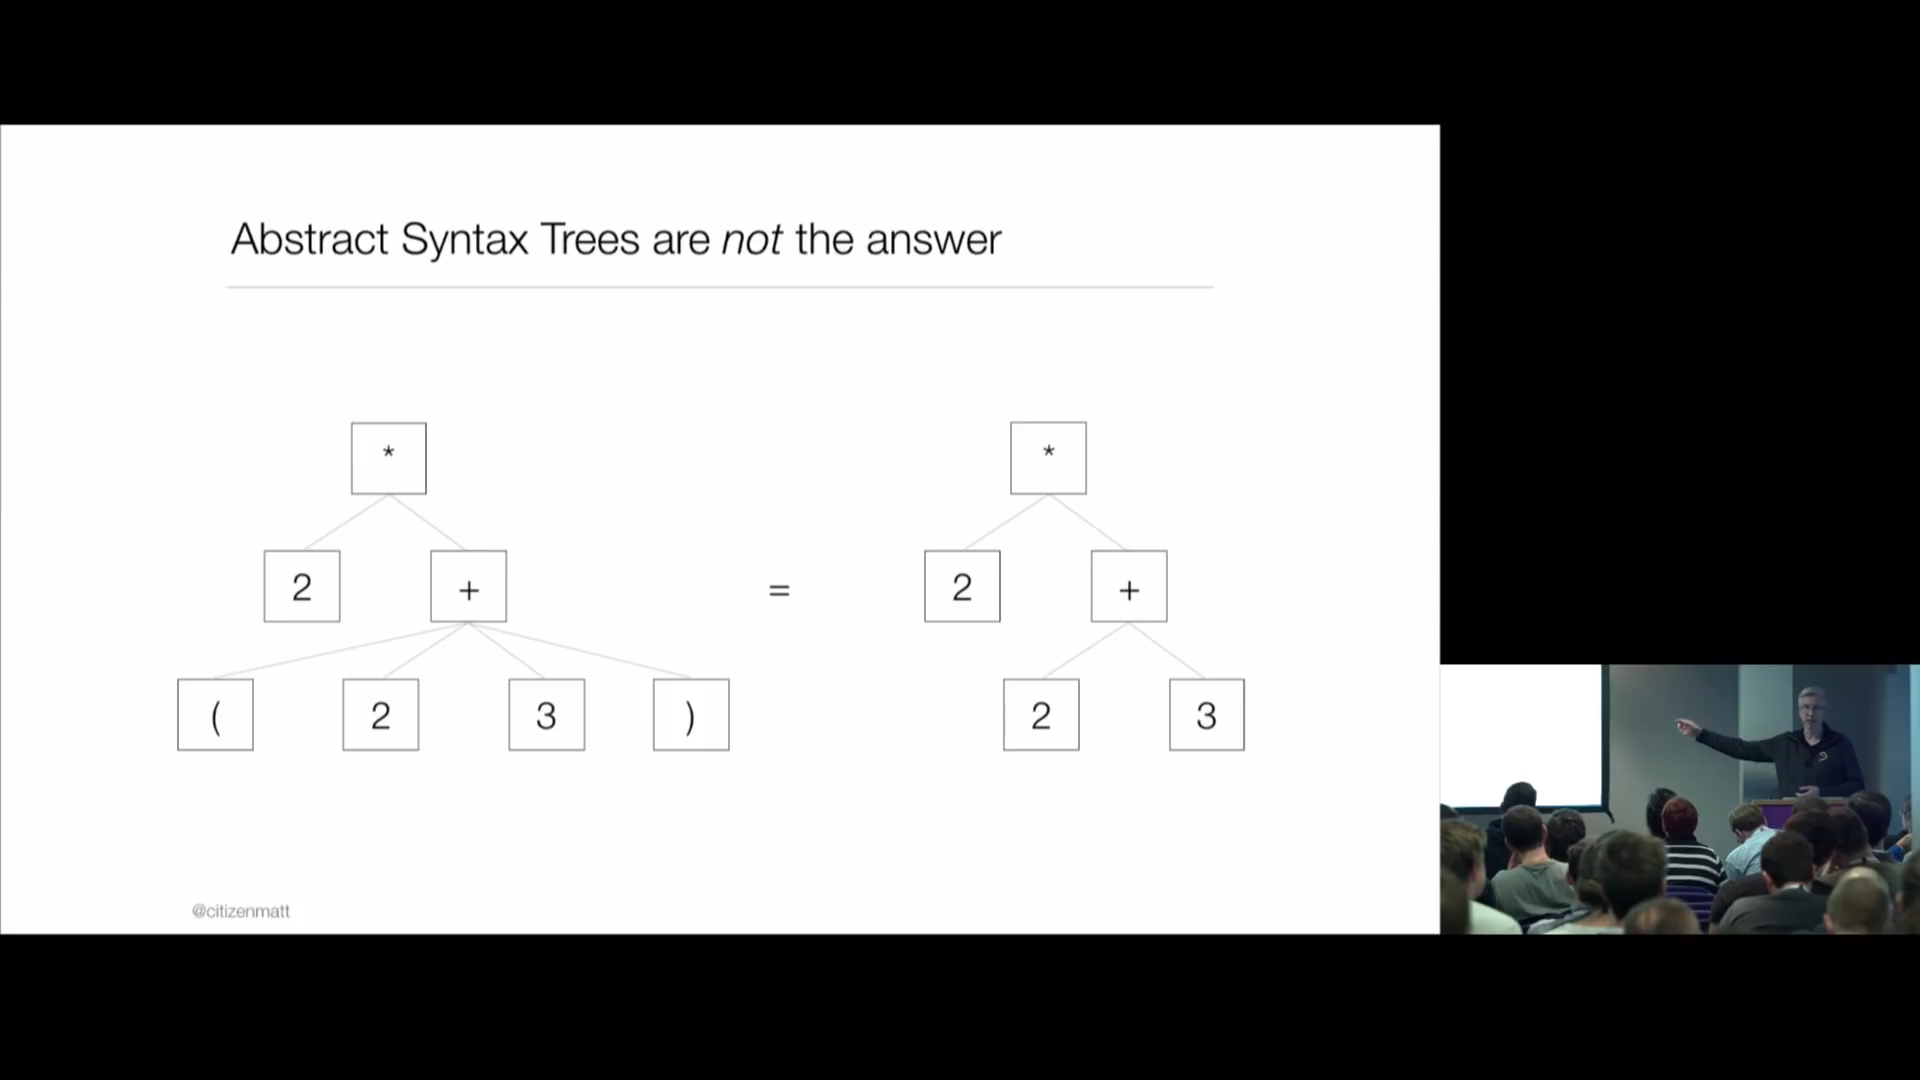 Abstract Syntax Trees are not the answer
* *
2 + = 2 +
( 2 3 ) 2 3
@citizenmatt